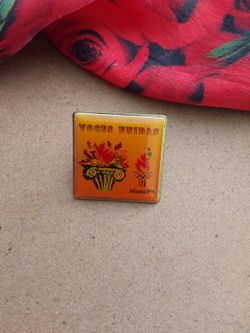 VOCES UNIDAS
Atlanta 1996